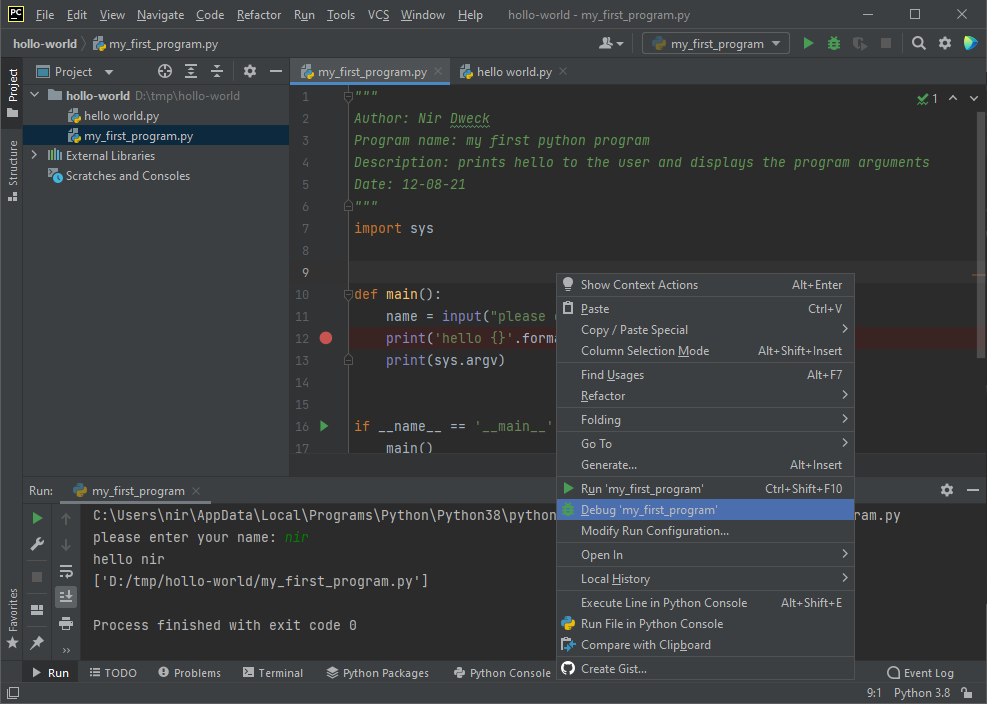 PC File Edit View Navigate Code Refactor Run Tools VCS Window Help hollo-world - my_first_program.py
hollo-world my_first_program.py my_first_program
Project
Structure
Favorites
Project
hollo-world D:\tmp\hollo-world
hello world.py
my_first_program.py
External Libraries
Scratches and Consoles
my_first_program.py hello world.py
1 """
1
2 Author: Nir Dweck
3 Program name: my first python program
4 Description: prints hello to the user and displays the program arguments
5 Date: 12-08-21
6 """
7 import sys
8
9
10 def main():
11 name = input("please
12 print('hello {}'.forma
13 print(sys.argv)
14
15
16 if __name__ == '__main__'
17 main()
Show Context Actions Alt+Enter
Paste Ctrl+V
Copy / Paste Special
Column Selection Mode Alt+Shift+Insert
Find Usages Alt+F7
Refactor
Folding
Go To
Generate... Alt+Insert
Run 'my_first_program' Ctrl+Shift+F10
Debug 'my_first_program'
Modify Run Configuration...
Open In
Local History
Execute Line in Python Console Alt+Shift+E
Run File in Python Console
Compare with Clipboard
Create Gist...
Run: my_first_program
C:\Users\nir\AppData\Local\Programs\Python\Python38\python ram.py
please enter your name: nir
hello nir
['D:/tmp/hollo-world/my_first_program.py']
Process finished with exit code 0
Run TODO Problems Terminal Python Packages Python Console Event Log
9:1 Python 3.8